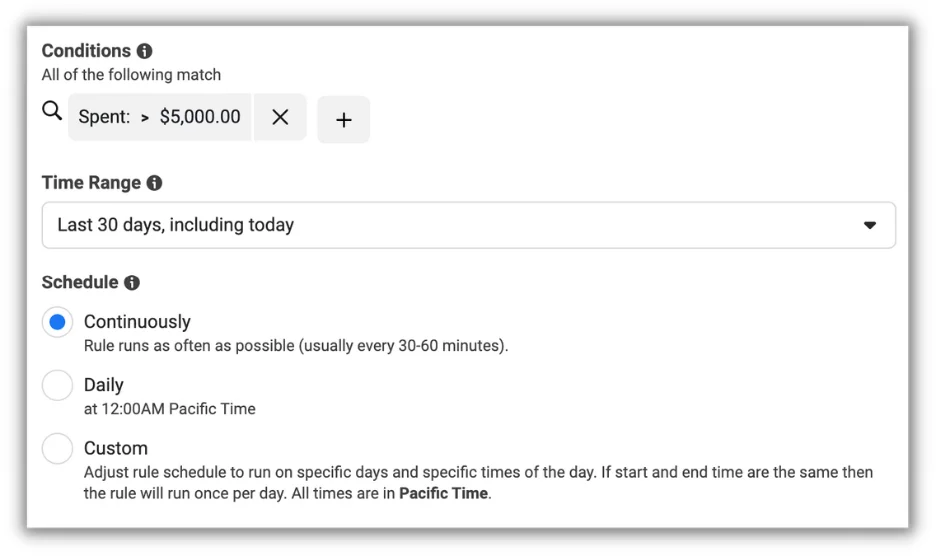 Conditions
All of the following match
Spent: > $5,000.00
Time Range
Last 30 days, including today
Schedule
Continuously
Rule runs as often as possible (usually every 30-60 minutes).
Daily
at 12:00AM Pacific Time
Custom
Adjust rule schedule to run on specific days and specific times of the day. If start and end time are the same then
the rule will run once per day. All times are in Pacific Time.